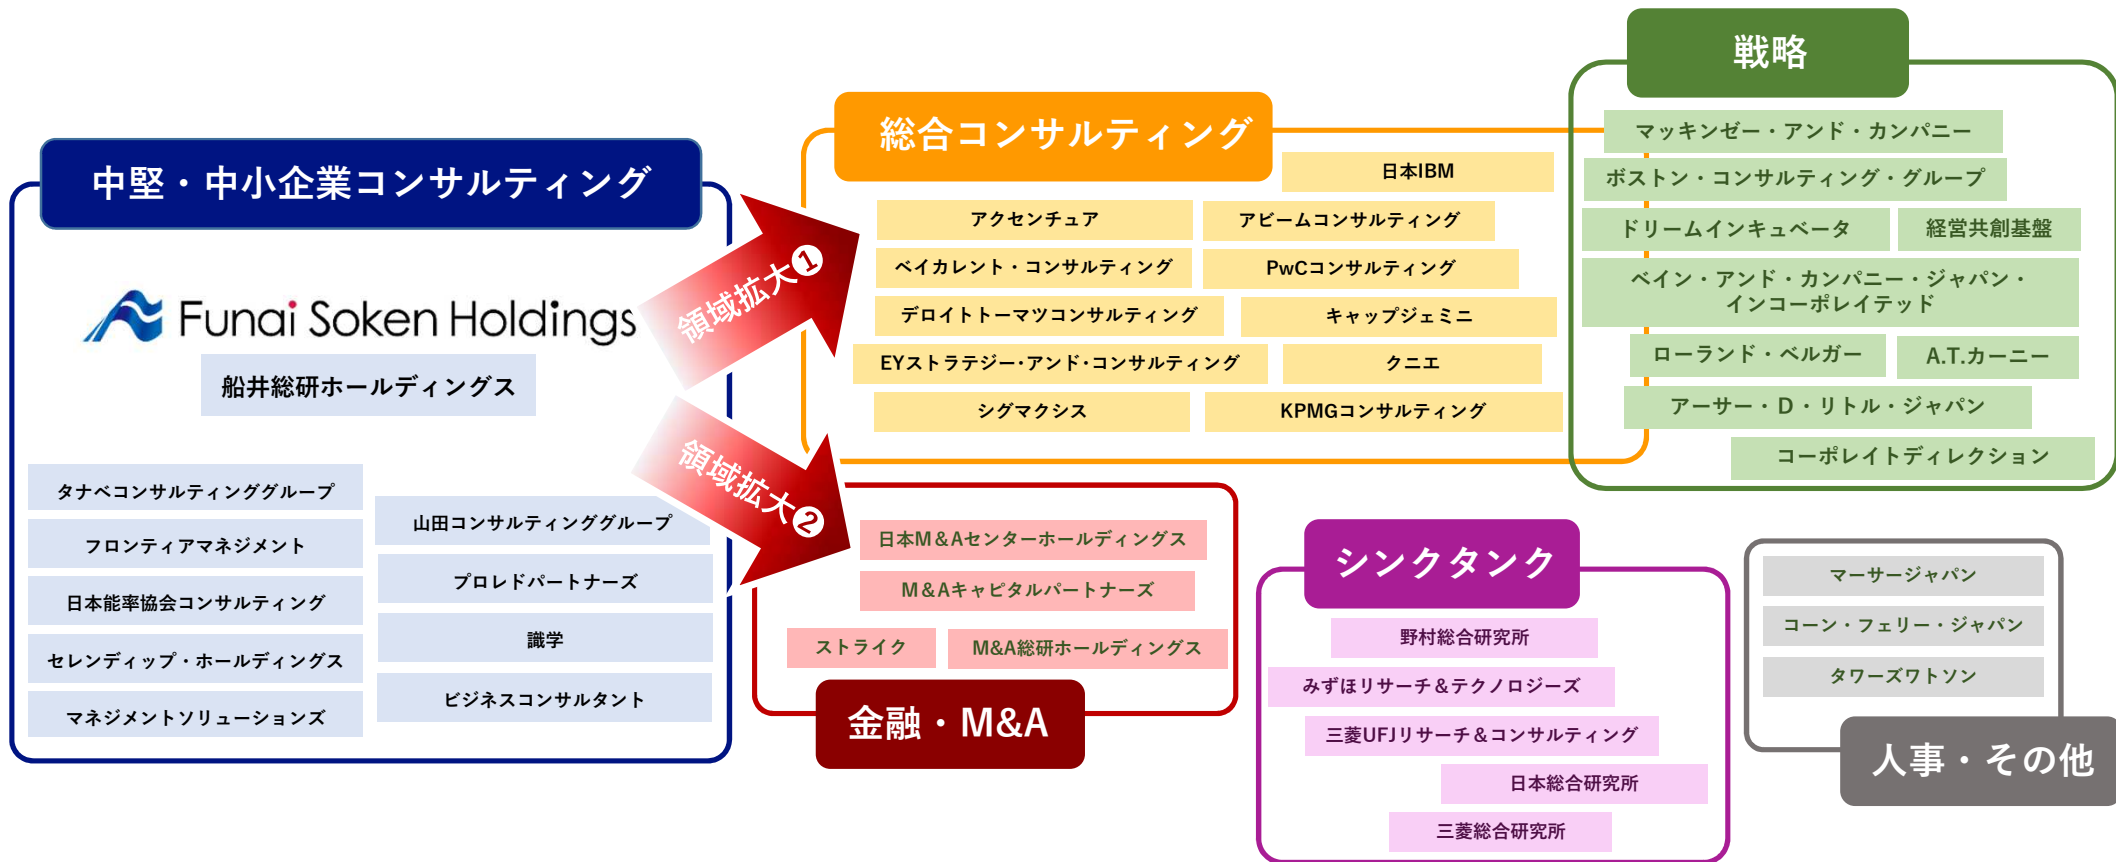 中堅・中小企業コンサルティング
Funai Soken Holdings
船井総研ホールディングス
タナベコンサルティンググループ
フロンティアマネジメント
日本能率協会コンサルティング
セレンディップ・ホールディングス
マネジメントソリューションズ
山田コンサルティンググループ
プロレドパートナーズ
識学
ビジネスコンサルタント
領域拡大❶
領域拡大❷
総合コンサルティング
日本IBM
アクセンチュア
アビームコンサルティング
ベイカレント・コンサルティング
PwCコンサルティング
デロイトトーマツコンサルティング
キャップジェミニ
EYストラテジー・アンド・コンサルティング
クニエ
シグマクシス
KPMGコンサルティング
戦略
マッキンゼー・アンド・カンパニー
ボストン・コンサルティング・グループ
ドリームインキュベータ
経営共創基盤
ベイン・アンド・カンパニー・ジャパン・
インコーポレイテッド
ローランド・ベルガー
A.T.カーニー
アーサー・D・リトル・ジャパン
コーポレイトディレクション
日本M&Aセンターホールディングス
M&Aキャピタルパートナーズ
ストライク
M&A総研ホールディングス
金融・M&A
シンクタンク
野村総合研究所
みずほリサーチ&テクノロジーズ
三菱UFJリサーチ&コンサルティング
日本総合研究所
三菱総合研究所
マーサージャパン
コーン・フェリー・ジャパン
タワーズワトソン
人事・その他